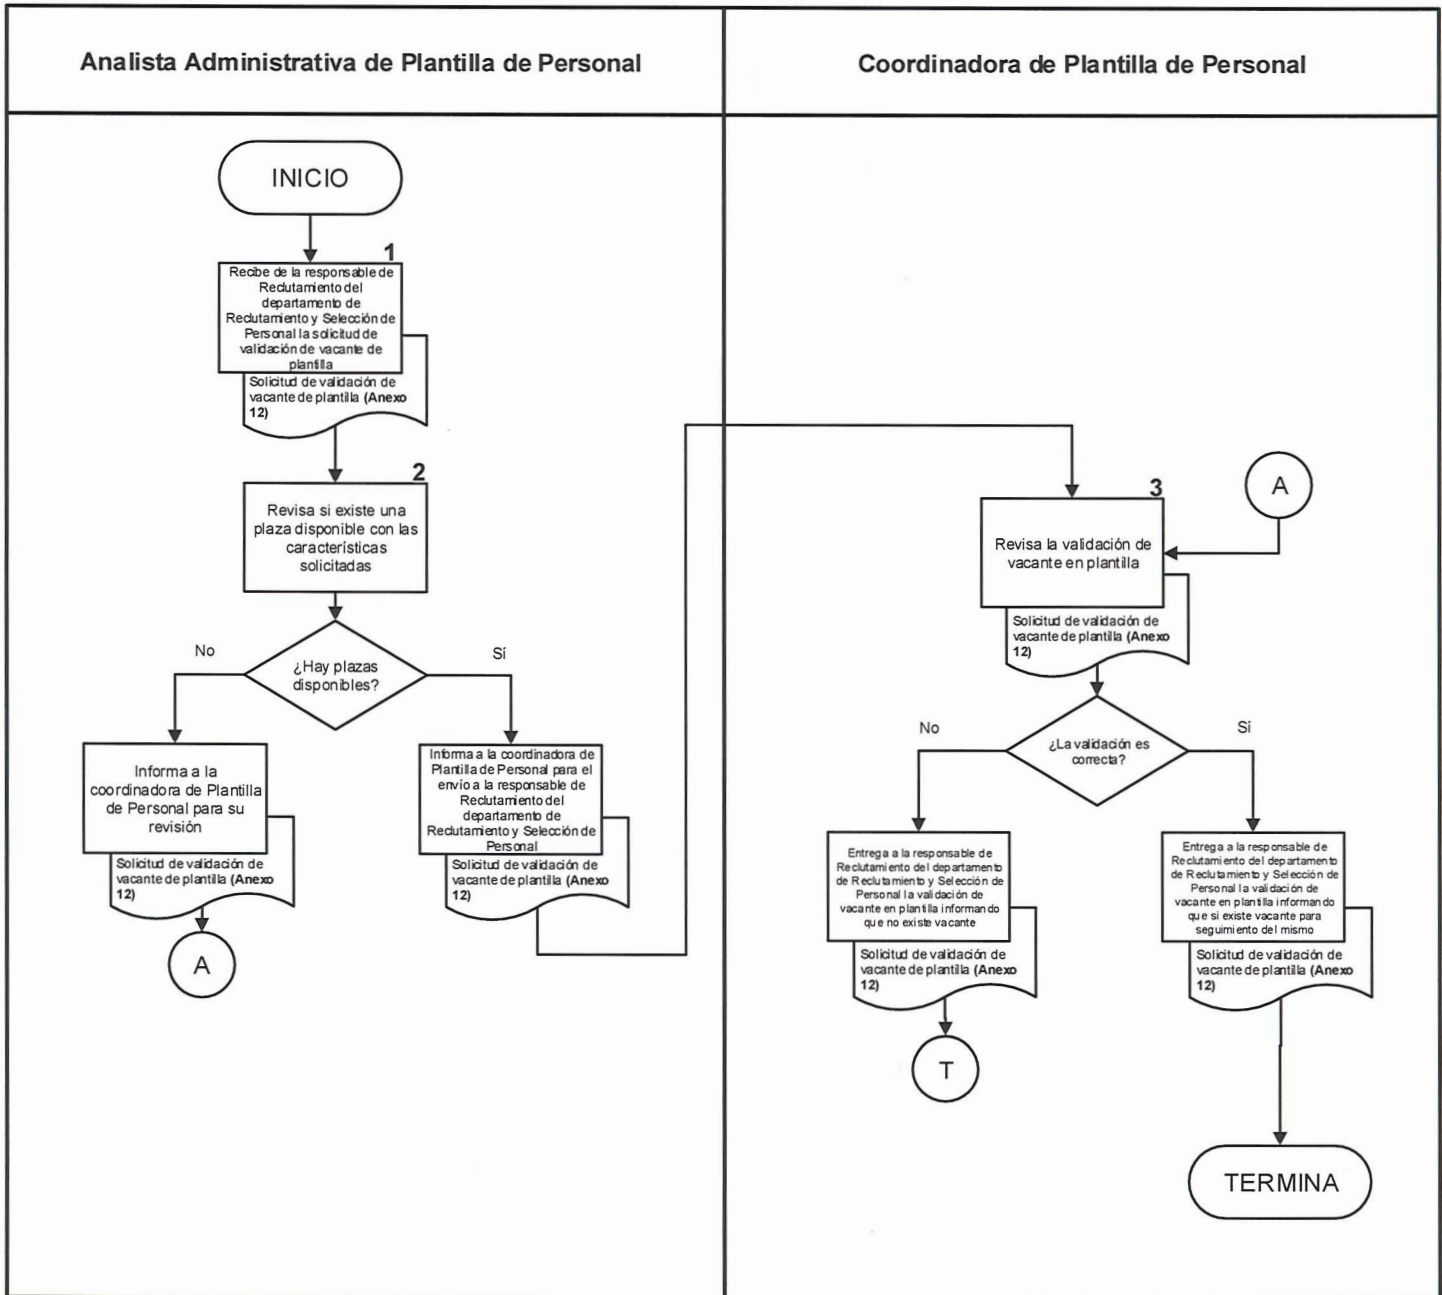 Analista Administrativa de Plantilla de Personal
Coordinadora de Plantilla de Personal
INICIO
1
Recibe de la responsable de
Reclutamiento del
departamento de
Reclutamiento y Selección de
Personal la solicitud de
validación de vacante de
plantilla
Solicitud de validación de
vacante de plantilla (Anexo
12)
2
Revisa si existe una
plaza disponible con las
características
solicitadas
¿Hay plazas
disponibles?
No
Sí
Informa a la
coordinadora de Plantilla
de Personal para su
revisión
Solicitud de validación de
vacante de plantilla (Anexo
12)
A
Informa a la coordinadora de
Plantilla de Personal para el
envío a la responsable de
Reclutamiento del
departamento de
Reclutamiento y Selección de
Personal
Solicitud de validación de
vacante de plantilla (Anexo
12)
A
3
Revisa la validación de
vacante en plantilla
Solicitud de validación de
vacante de plantilla (Anexo
12)
¿La validación es
correcta?
No
Sí
Entrega a la responsable de
Reclutamiento del departamento
de Reclutamiento y Selección de
Personal la validación de
vacante en plantilla informando
que no existe vacante
Solicitud de validación de
vacante de plantilla (Anexo
12)
T
Entrega a la responsable de
Reclutamiento del departamento
de Reclutamiento y Selección de
Personal la validación de
vacante en plantilla informando
que si existe vacante para
seguimiento del mismo
Solicitud de validación de
vacante de plantilla (Anexo
12)
TERMINA